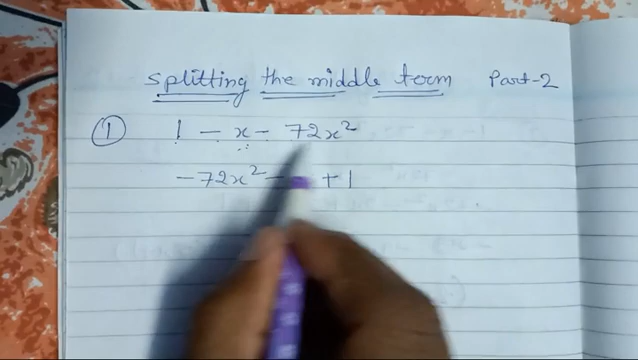 Splitting the middle term Part-2
① 1 - x - 72x²
- 72x² - + 1